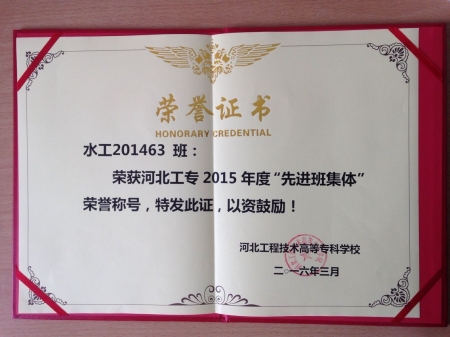 荣誉证书
HONORARY CREDENTIAL
水工201463 班：
荣获河北工专 2015 年度“先进班集体”
荣誉称号，特发此证，以资鼓励！
河北工程技术高等专科学校
二〇一六年三月